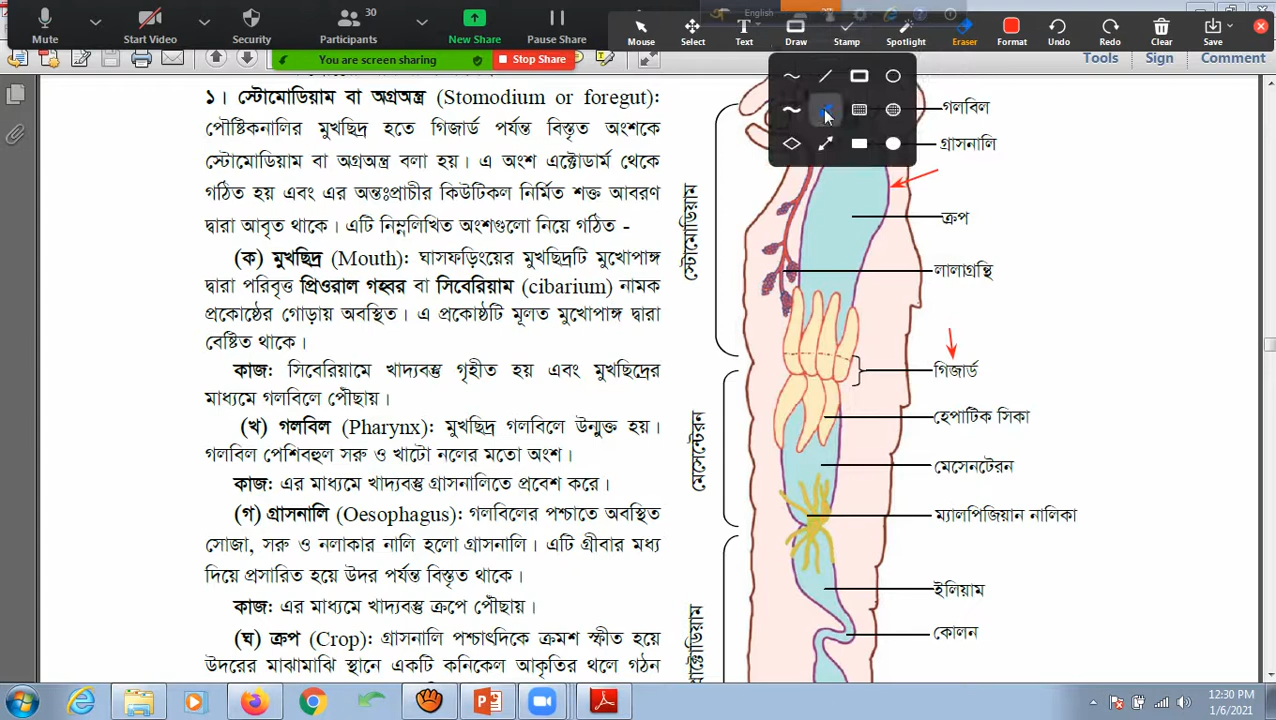 English
30
Mute
Start Video
Security
Participants
New Share
Pause Share
Mouse
Select
Text
Draw
Stamp
Spotlight
Eraser
Format
Undo
Redo
Clear
Save
You are screen sharing
Stop Share
Tools
Sign
Comment
১। স্টোমোডিয়াম বা অগ্রঅন্ত্র (Stomodium or foregut):
পৌষ্টিকনালির মুখছিদ্র হতে গিজার্ড পর্যন্ত বিস্তৃত অংশকে
স্টোমোডিয়াম বা অগ্রঅন্ত্র বলা হয়। এ অংশ এক্টোডার্ম থেকে
গঠিত হয় এবং এর অন্তঃপ্রাচীর কিউটিকল নির্মিত শক্ত আবরণ
দ্বারা আবৃত থাকে। এটি নিম্নলিখিত অংশগুলো নিয়ে গঠিত -
(ক) মুখছিদ্র (Mouth): ঘাসফড়িংয়ের মুখছিদ্রটি মুখোপাঙ্গ
দ্বারা পরিবৃত্ত প্রিওরাল গহ্বর বা সিবেরিয়াম (cibarium) নামক
প্রকোষ্ঠের গোড়ায় অবস্থিত। এ প্রকোষ্ঠটি মূলত মুখোপাঙ্গ দ্বারা
বেষ্টিত থাকে।
কাজ: সিবেরিয়ামে খাদ্যবস্তু গৃহীত হয় এবং মুখছিদ্রের
মাধ্যমে গলবিলে পৌঁছায়।
(খ) গলবিল (Pharynx): মুখছিদ্র গলবিলে উন্মুক্ত হয়।
গলবিল পেশিবহুল সরু ও খাটো নলের মতো অংশ।
কাজ: এর মাধ্যমে খাদ্যবস্তু গ্রাসনালিতে প্রবেশ করে।
(গ) গ্রাসনালি (Oesophagus): গলবিলের পশ্চাতে অবস্থিত
সোজা, সরু ও নলাকার নালি হলো গ্রাসনালি। এটি গ্রীবার মধ্য
দিয়ে প্রসারিত হয়ে উদর পর্যন্ত বিস্তৃত থাকে।
কাজ: এর মাধ্যমে খাদ্যবস্তু ক্রপে পৌঁছায়।
(ঘ) ক্রপ (Crop): গ্রাসনালি পশ্চাৎদিকে ক্রমশ স্ফীত হয়ে
উদরের মাঝামাঝি স্থানে একটি কনিকেল আকৃতির থলে গঠন
স্টোমোডিয়াম
মেসেন্টেরন
গলবিল
গ্রাসনালি
ক্রপ
লালাগ্রন্থি
গিজার্ড
হেপাটিক সিকা
মেসেনটেরন
ম্যালপিজিয়ান নালিকা
ইলিয়াম
কোলন
12:30 PM
1/6/2021